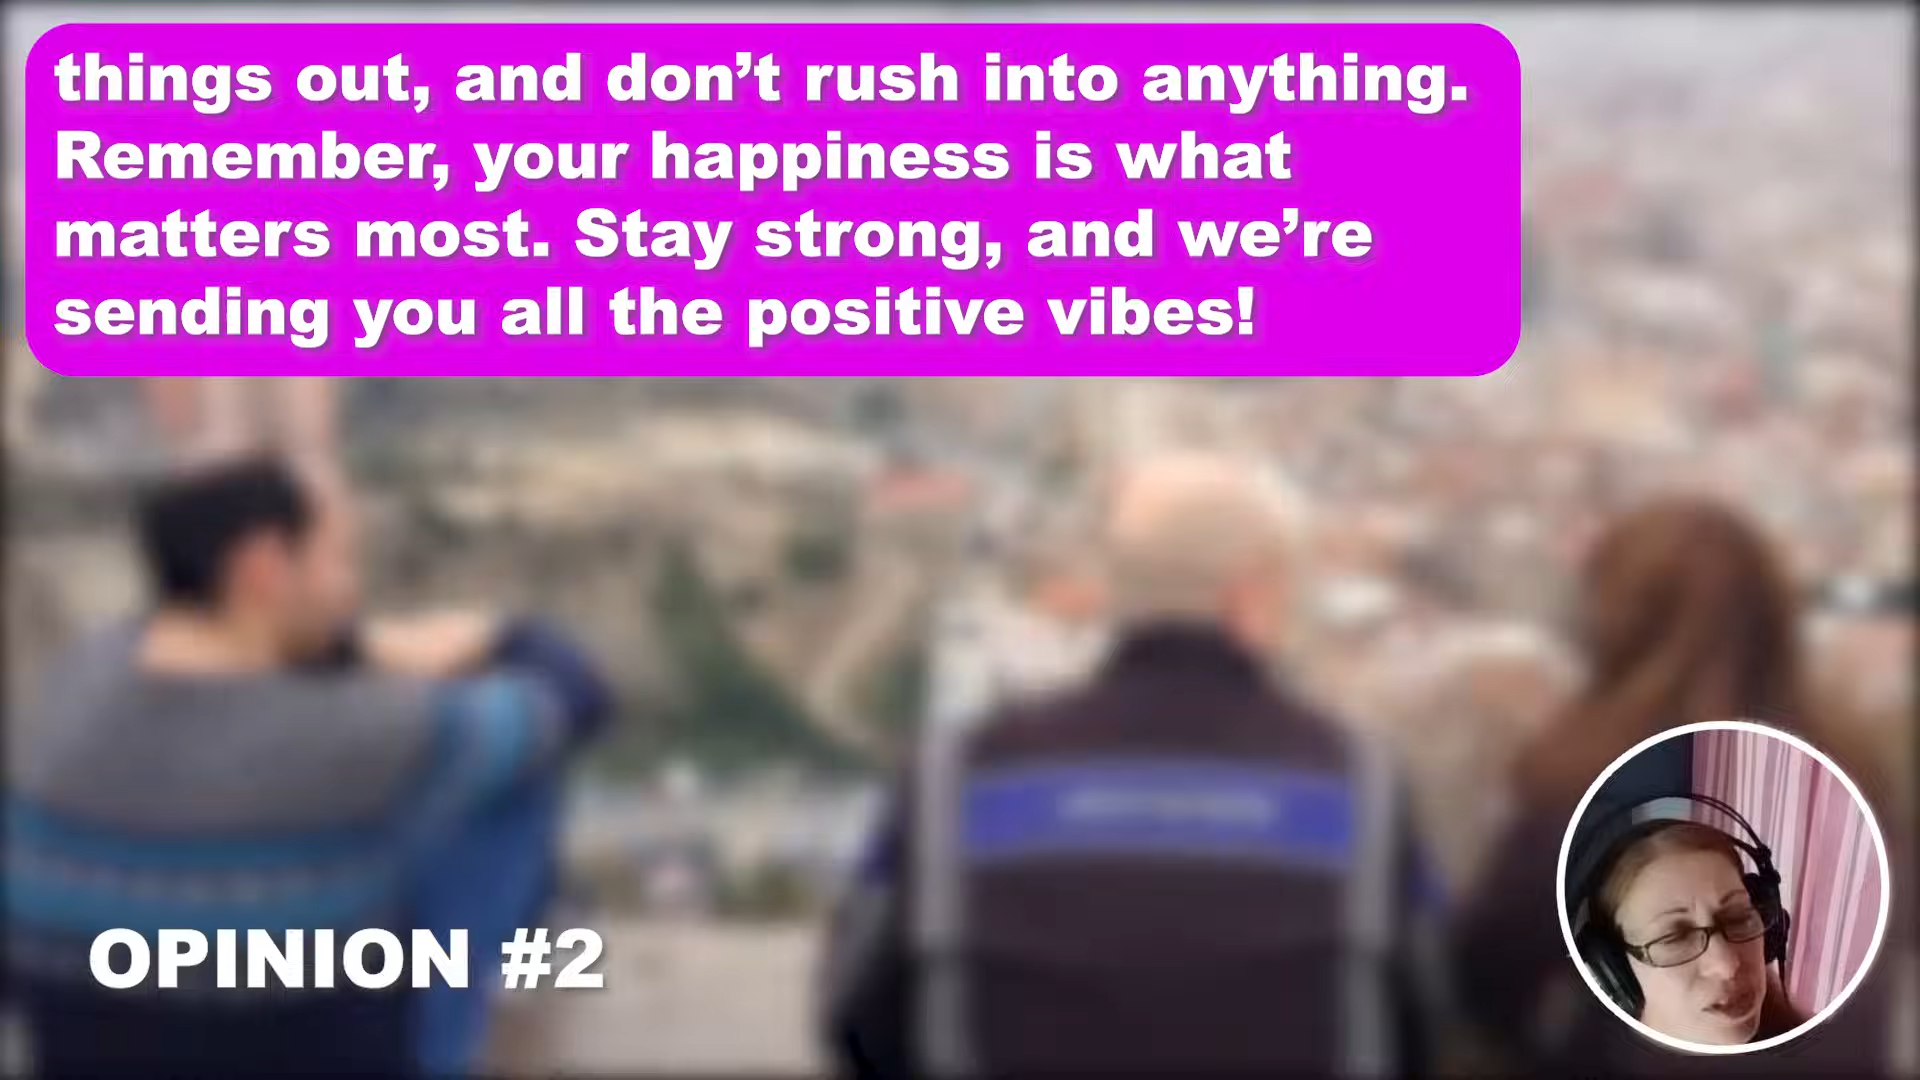 things out, and don’t rush into anything.
Remember, your happiness is what
matters most. Stay strong, and we’re
sending you all the positive vibes!
OPINION #2